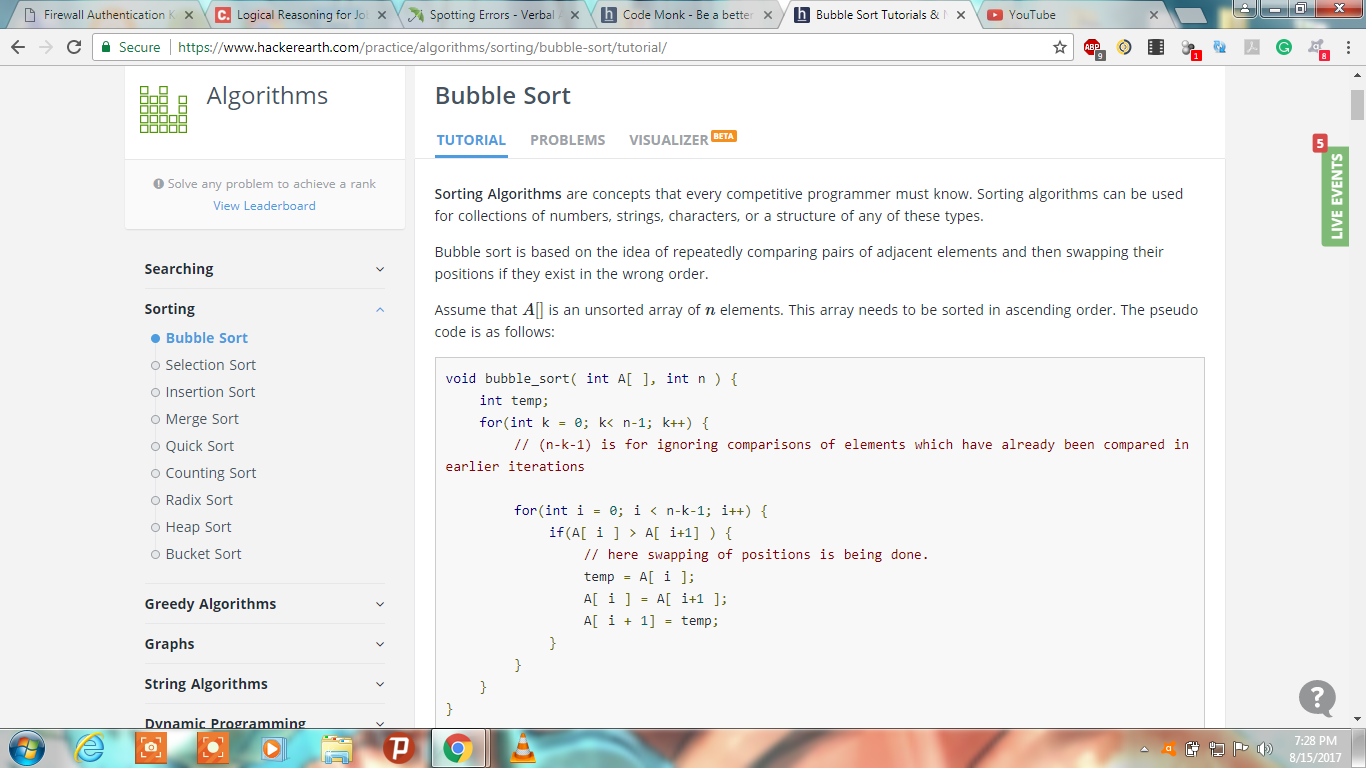 Firewall Authentication K
Logical Reasoning for Jo
Spotting Errors - Verbal A
Code Monk - Be a better
Bubble Sort Tutorials & N
YouTube
Secure
https://www.hackerearth.com/practice/algorithms/sorting/bubble-sort/tutorial/
ABP
9
1
8
Algorithms
Solve any problem to achieve a rank
View Leaderboard
Searching
Sorting
Bubble Sort
Selection Sort
Insertion Sort
Merge Sort
Quick Sort
Counting Sort
Radix Sort
Heap Sort
Bucket Sort
Greedy Algorithms
Graphs
String Algorithms
Dynamic Programming
Bubble Sort
TUTORIAL PROBLEMS VISUALIZER BETA
Sorting Algorithms are concepts that every competitive programmer must know. Sorting algorithms can be used
for collections of numbers, strings, characters, or a structure of any of these types.
Bubble sort is based on the idea of repeatedly comparing pairs of adjacent elements and then swapping their
positions if they exist in the wrong order.
Assume that A[] is an unsorted array of n elements. This array needs to be sorted in ascending order. The pseudo
code is as follows:
void bubble_sort( int A[ ], int n ) {
int temp;
for(int k = 0; k< n-1; k++) {
// (n-k-1) is for ignoring comparisons of elements which have already been compared in
earlier iterations
for(int i = 0; i < n-k-1; i++) {
if(A[ i ] > A[ i+1] ) {
// here swapping of positions is being done.
temp = A[ i ];
A[ i ] = A[ i+1 ];
A[ i + 1] = temp;
}
}
}
}
5
LIVE EVENTS
?
7:28 PM
8/15/2017